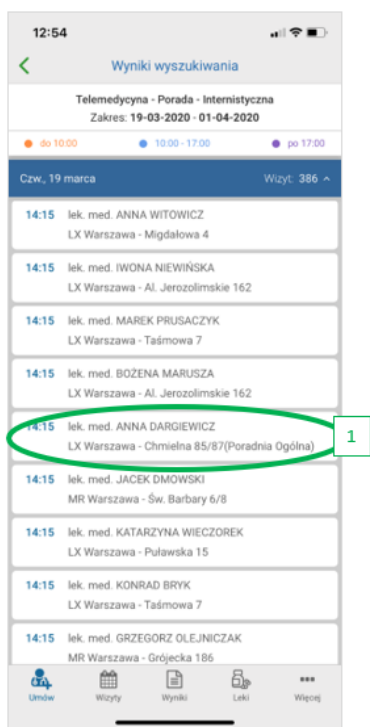 12:54
Wyniki wyszukiwania
Telemedycyna - Porada - Internistyczna
Zakres: 19-03-2020 - 01-04-2020
do 10:00 10:00 - 17:00 po 17:00
Czw., 19 marca Wizyt: 386
14:15 lek. med. ANNA WITOWICZ
LX Warszawa - Migdałowa 4
14:15 lek. med. IWONA NIEWIŃSKA
LX Warszawa - Al. Jerozolimskie 162
14:15 lek. med. MAREK PRUSACZYK
LX Warszawa - Taśmowa 7
14:15 lek. med. BOŻENA MARUSZA
LX Warszawa - Al. Jerozolimskie 162
14:15 lek. med. ANNA DARGIEWICZ
LX Warszawa - Chmielna 85/87(Poradnia Ogólna)
1
14:15 lek. med. JACEK DMOWSKI
MR Warszawa - Św. Barbary 6/8
14:15 lek. med. KATARZYNA WIECZOREK
LX Warszawa - Puławska 15
14:15 lek. med. KONRAD BRYK
LX Warszawa - Taśmowa 7
14:15 lek. med. GRZEGORZ OLEJNICZAK
MR Warszawa - Grójecka 186
Umów Wizyty Wyniki Leki Więcej